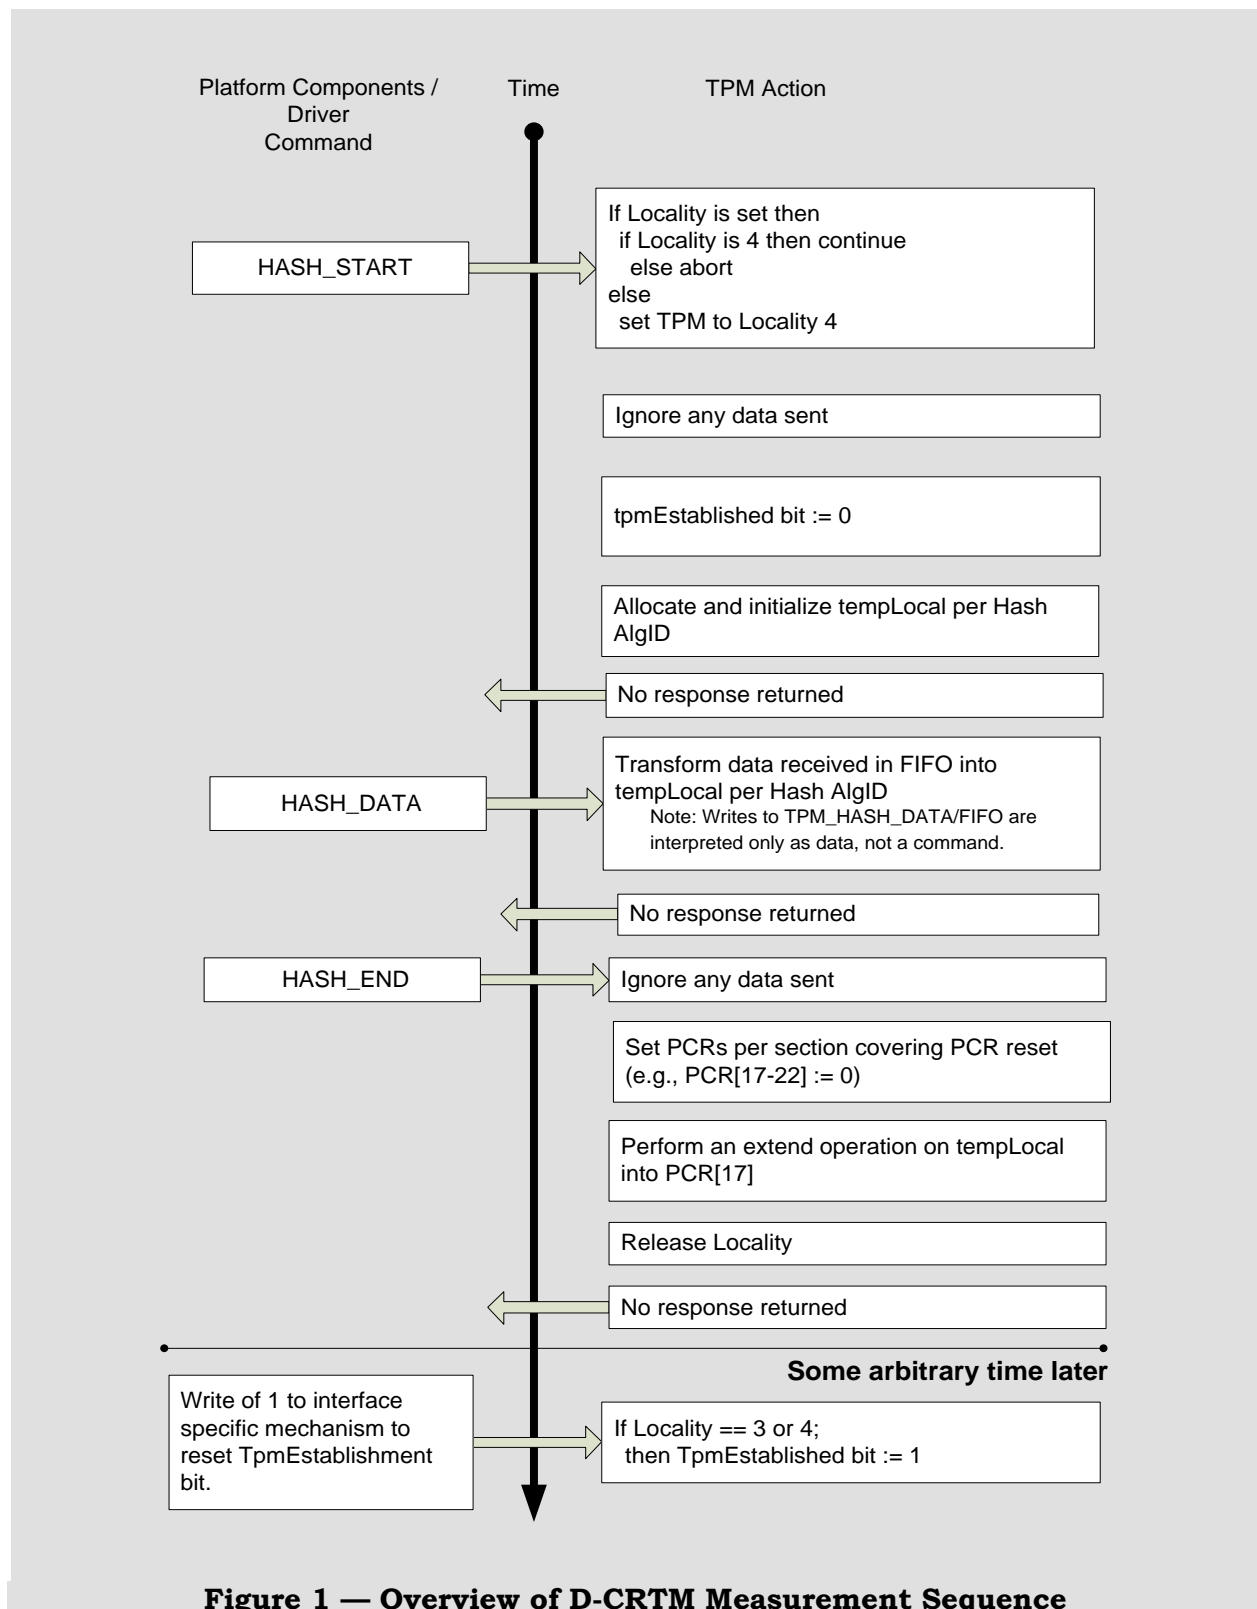 Platform Components /
Driver
Command
Time
TPM Action
HASH_START
If Locality is set then
if Locality is 4 then continue
else abort
else
set TPM to Locality 4
Ignore any data sent
tpmEstablished bit := 0
Allocate and initialize tempLocal per Hash
AlgID
No response returned
HASH_DATA
Transform data received in FIFO into
tempLocal per Hash AlgID
Note: Writes to TPM_HASH_DATA/FIFO are
interpreted only as data, not a command.
No response returned
HASH_END
Ignore any data sent
Set PCRs per section covering PCR reset
(e.g., PCR[17-22] := 0)
Perform an extend operation on tempLocal
into PCR[17]
Release Locality
No response returned
Some arbitrary time later
Write of 1 to interface
specific mechanism to
reset TpmEstablishment
bit.
If Locality == 3 or 4;
then TpmEstablished bit := 1
Figure 1 — Overview of D-CRTM Measurement Sequence